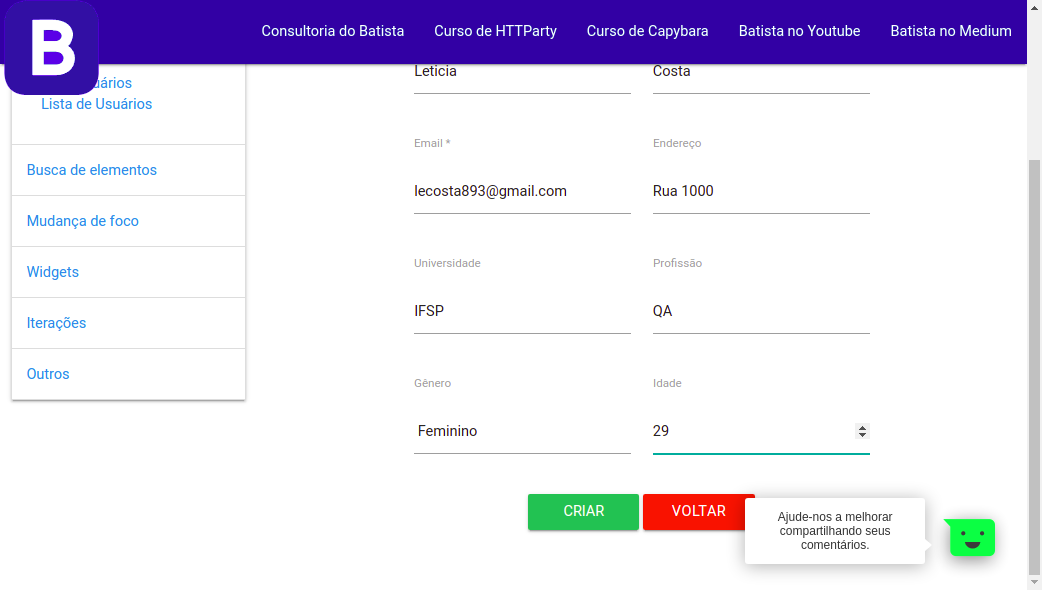 B
Consultoria do Batista
Curso de HTTParty
Curso de Capybara
Batista no Youtube
Batista no Medium
uários
Lista de Usuários
Busca de elementos
Mudança de foco
Widgets
Iterações
Outros
Leticia
Costa
Email *
Endereço
lecosta893@gmail.com
Rua 1000
Universidade
Profissão
IFSP
QA
Gênero
Idade
Feminino
29
CRIAR
VOLTAR
Ajude-nos a melhorar
compartilhando seus
comentários.